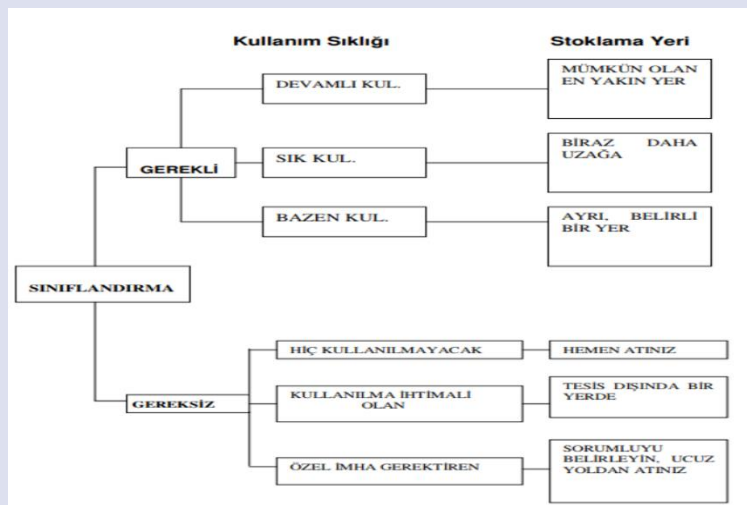 Kullanım Sıklığı
Stoklama Yeri
DEVAMLI KUL.
MÜMKÜN OLAN
EN YAKIN YER
GEREKLİ
SIK KUL.
BİRAZ DAHA
UZAĞA
BAZEN KUL.
AYRI, BELİRLİ
BİR YER
SINIFLANDIRMA
GEREKSİZ
HİÇ KULLANILMAYACAK
HEMEN ATINIZ
KULLANILMA İHTİMALİ
OLAN
TESİS DIŞINDA BİR
YERDE
ÖZEL İMHA GEREKTİREN
SORUMLUYU
BELİRLEYİN, UCUZ
YOLDAN ATINIZ